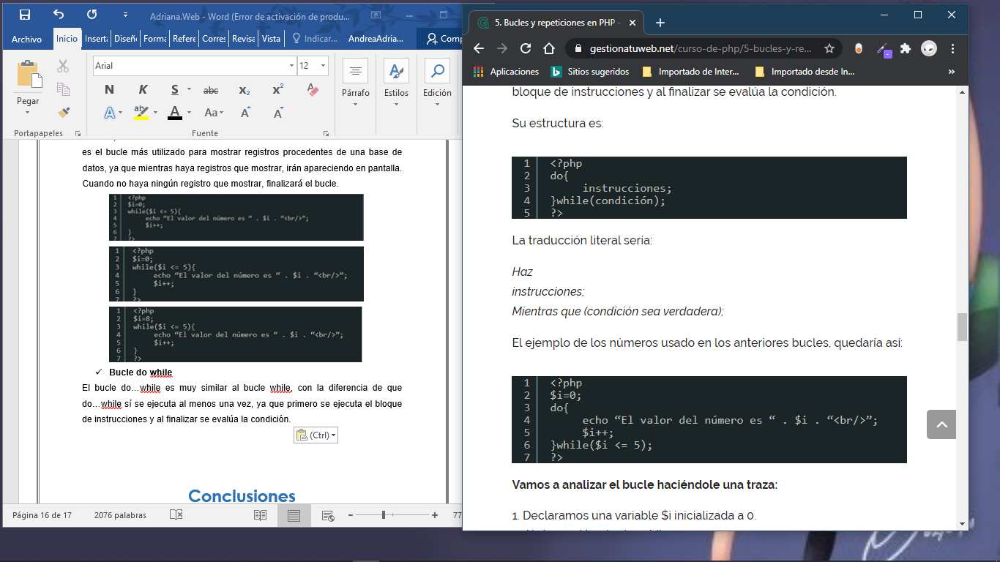 Adriana.Web - Word (Error de activación de produ...
Archivo Inicio Inserta Diseño Forma Refere Corres Revisa Vista Indicar... AndreaAdria... Comp
Pegar
Portapapeles
Arial 12
N K S abc x₂ x²
A ab A Aa A A
Fuente
Párrafo
Estilos
Edición
es el bucle más utilizado para mostrar registros procedentes de una base de
datos, ya que mientras haya registros que mostrar, irán apareciendo en pantalla.
Cuando no haya ningún registro que mostrar, finalizará el bucle.
1 <?php
2 $i=0;
3 while($i <= 5){
4 echo “El valor del número es “ . $i . “<br/>”;
5 $i++;
6 }
7 ?>
1 <?php
2 $i=0;
3 while($i <= 5){
4 echo “El valor del número es “ . $i . “<br/>”;
5 $i++;
6 }
7 ?>
1 <?php
2 $i=8;
3 while($i <= 5){
4 echo “El valor del número es “ . $i . “<br/>”;
5 $i++;
6 }
7 ?>
✓ Bucle do while
El bucle do…while es muy similar al bucle while, con la diferencia de que
do…while sí se ejecuta al menos una vez, ya que primero se ejecuta el bloque
de instrucciones y al finalizar se evalúa la condición.
(Ctrl)
Conclusiones
Página 16 de 17 2076 palabras
77
5. Bucles y repeticiones en PHP -
gestionatuweb.net/curso-de-php/5-bucles-y-re...
Aplicaciones Sitios sugeridos Importado de Inter... Importado desde In... »
bloque de instrucciones y al finalizar se evalúa la condición.
Su estructura es:
1 <?php
2 do{
3 instrucciones;
4 }while(condición);
5 ?>
La traducción literal sería:
Haz
instrucciones;
Mientras que (condición sea verdadera);
El ejemplo de los números usado en los anteriores bucles, quedaría así:
1 <?php
2 $i=0;
3 do{
4 echo “El valor del número es “ . $i . “<br/>”;
5 $i++;
6 }while($i <= 5);
7 ?>
Vamos a analizar el bucle haciéndole una traza:
1. Declaramos una variable $i inicializada a 0.